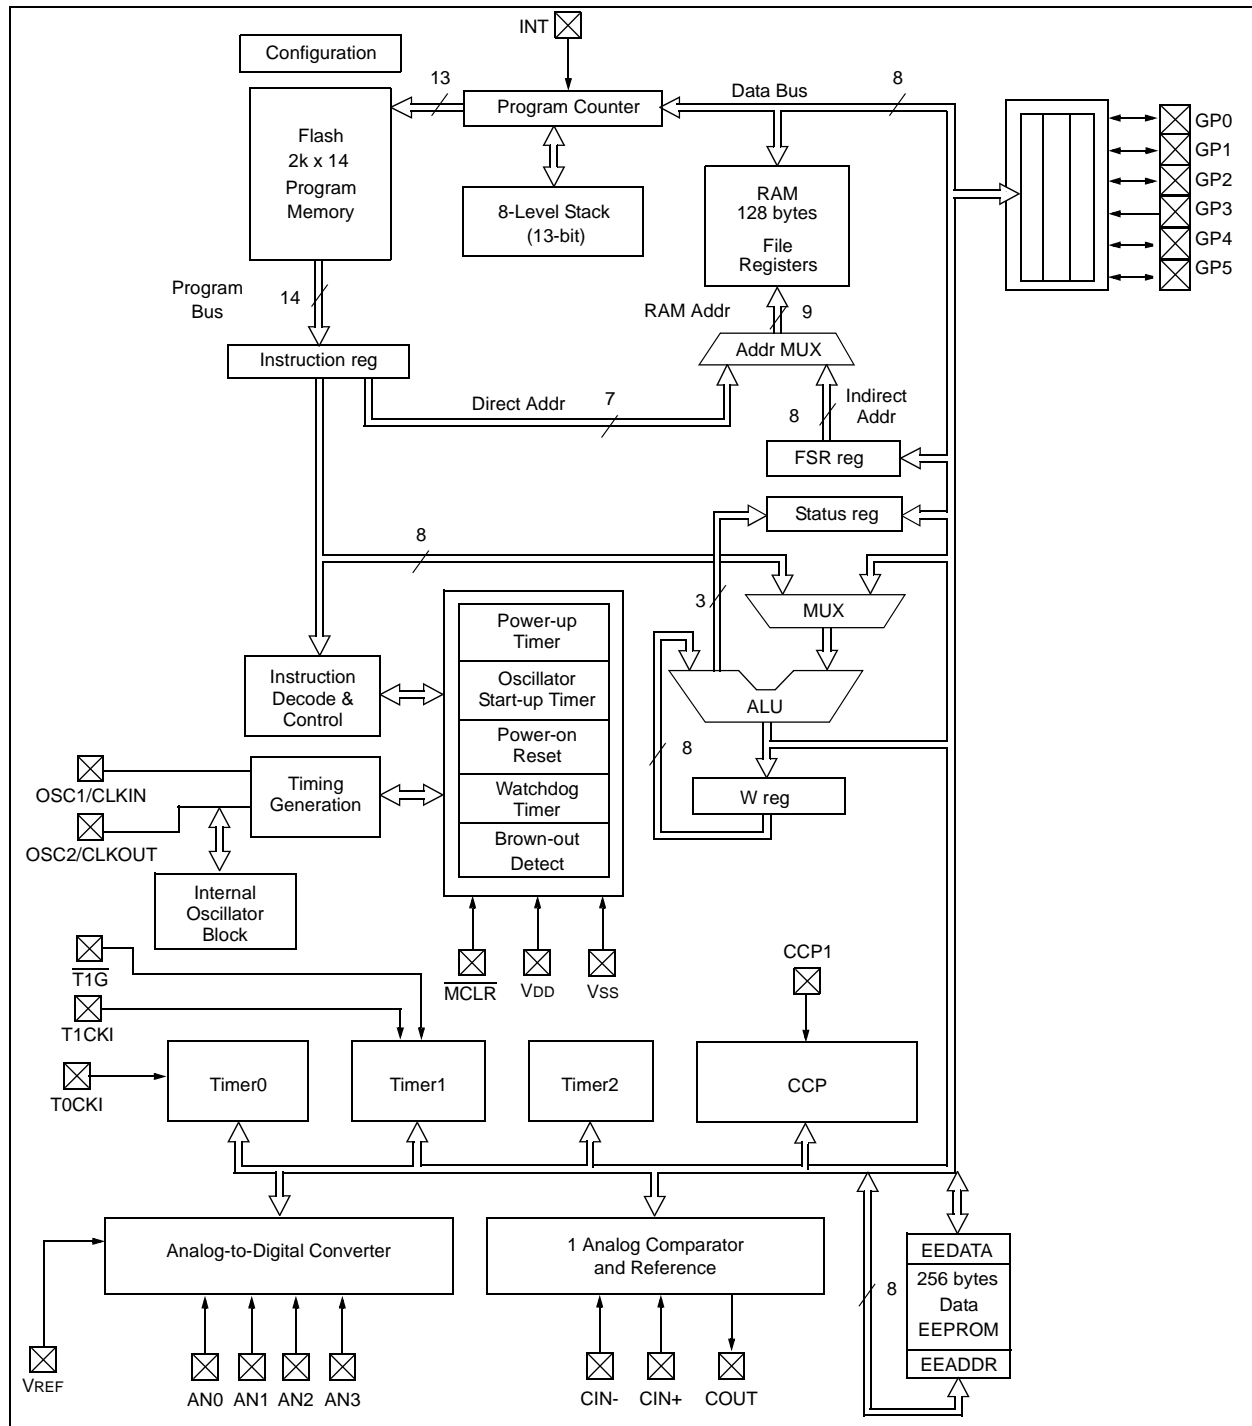 INT
Configuration
13
Program Counter
Data Bus
8
Flash
2k x 14
Program
Memory
8-Level Stack
(13-bit)
RAM
128 bytes
File
Registers
GP0
GP1
GP2
GP3
GP4
GP5
Program
Bus
14
RAM Addr
9
Addr MUX
Instruction reg
Direct Addr
7
8
Indirect
Addr
FSR reg
Status reg
8
3
MUX
Power-up
Timer
Oscillator
Start-up Timer
Power-on
Reset
Watchdog
Timer
Brown-out
Detect
Instruction
Decode &
Control
ALU
8
W reg
OSC1/CLKIN
Timing
Generation
OSC2/CLKOUT
Internal
Oscillator
Block
T1G
MCLR
VDD
VSS
CCP1
T1CKI
T0CKI
Timer0
Timer1
Timer2
CCP
Analog-to-Digital Converter
1 Analog Comparator
and Reference
EEDATA
256 bytes
Data
EEPROM
EEADDR
8
VREF
AN0
AN1
AN2
AN3
CIN-
CIN+
COUT